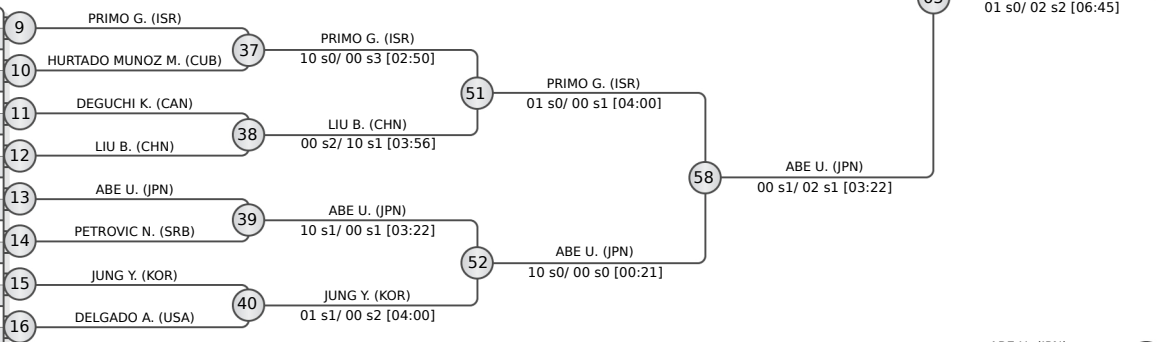 01 s0/ 02 s2 [06:45]
9
PRIMO G. (ISR)
10
HURTADO MUNOZ M. (CUB)
37
PRIMO G. (ISR)
10 s0/ 00 s3 [02:50]
11
DEGUCHI K. (CAN)
12
LIU B. (CHN)
38
LIU B. (CHN)
00 s2/ 10 s1 [03:56]
51
PRIMO G. (ISR)
01 s0/ 00 s1 [04:00]
13
ABE U. (JPN)
14
PETROVIC N. (SRB)
39
ABE U. (JPN)
10 s1/ 00 s1 [03:22]
15
JUNG Y. (KOR)
16
DELGADO A. (USA)
40
JUNG Y. (KOR)
01 s1/ 00 s2 [04:00]
52
ABE U. (JPN)
10 s0/ 00 s0 [00:21]
58
ABE U. (JPN)
00 s1/ 02 s1 [03:22]